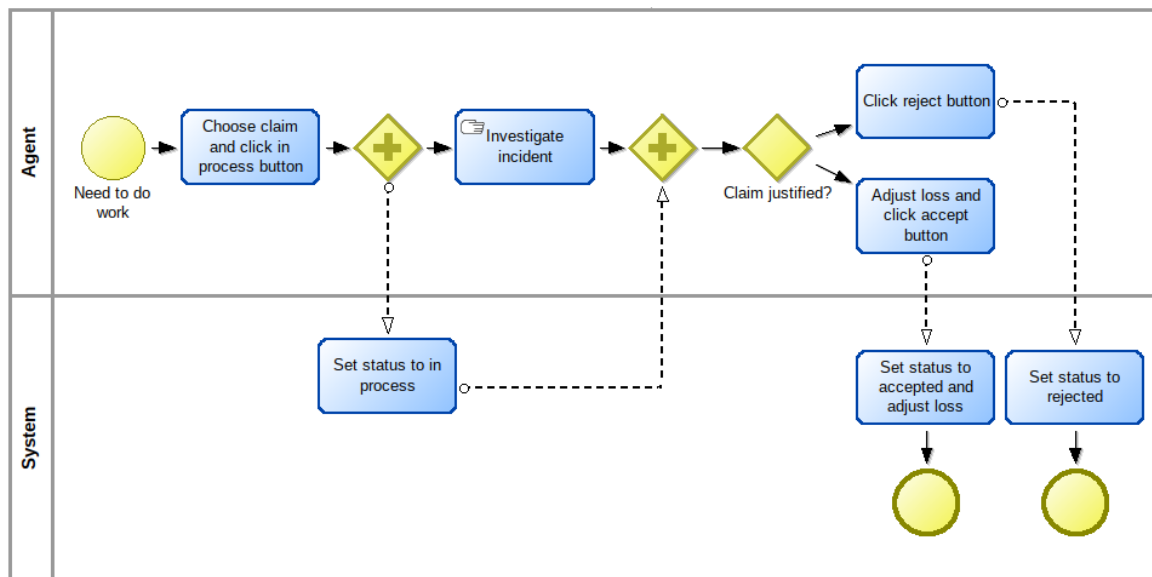 Agent
Need to do
work
Choose claim
and click in
process button
Investigate
incident
Claim justified?
Click reject button
Adjust loss and
click accept
button
System
Set status to in
process
Set status to
accepted and
adjust loss
Set status to
rejected